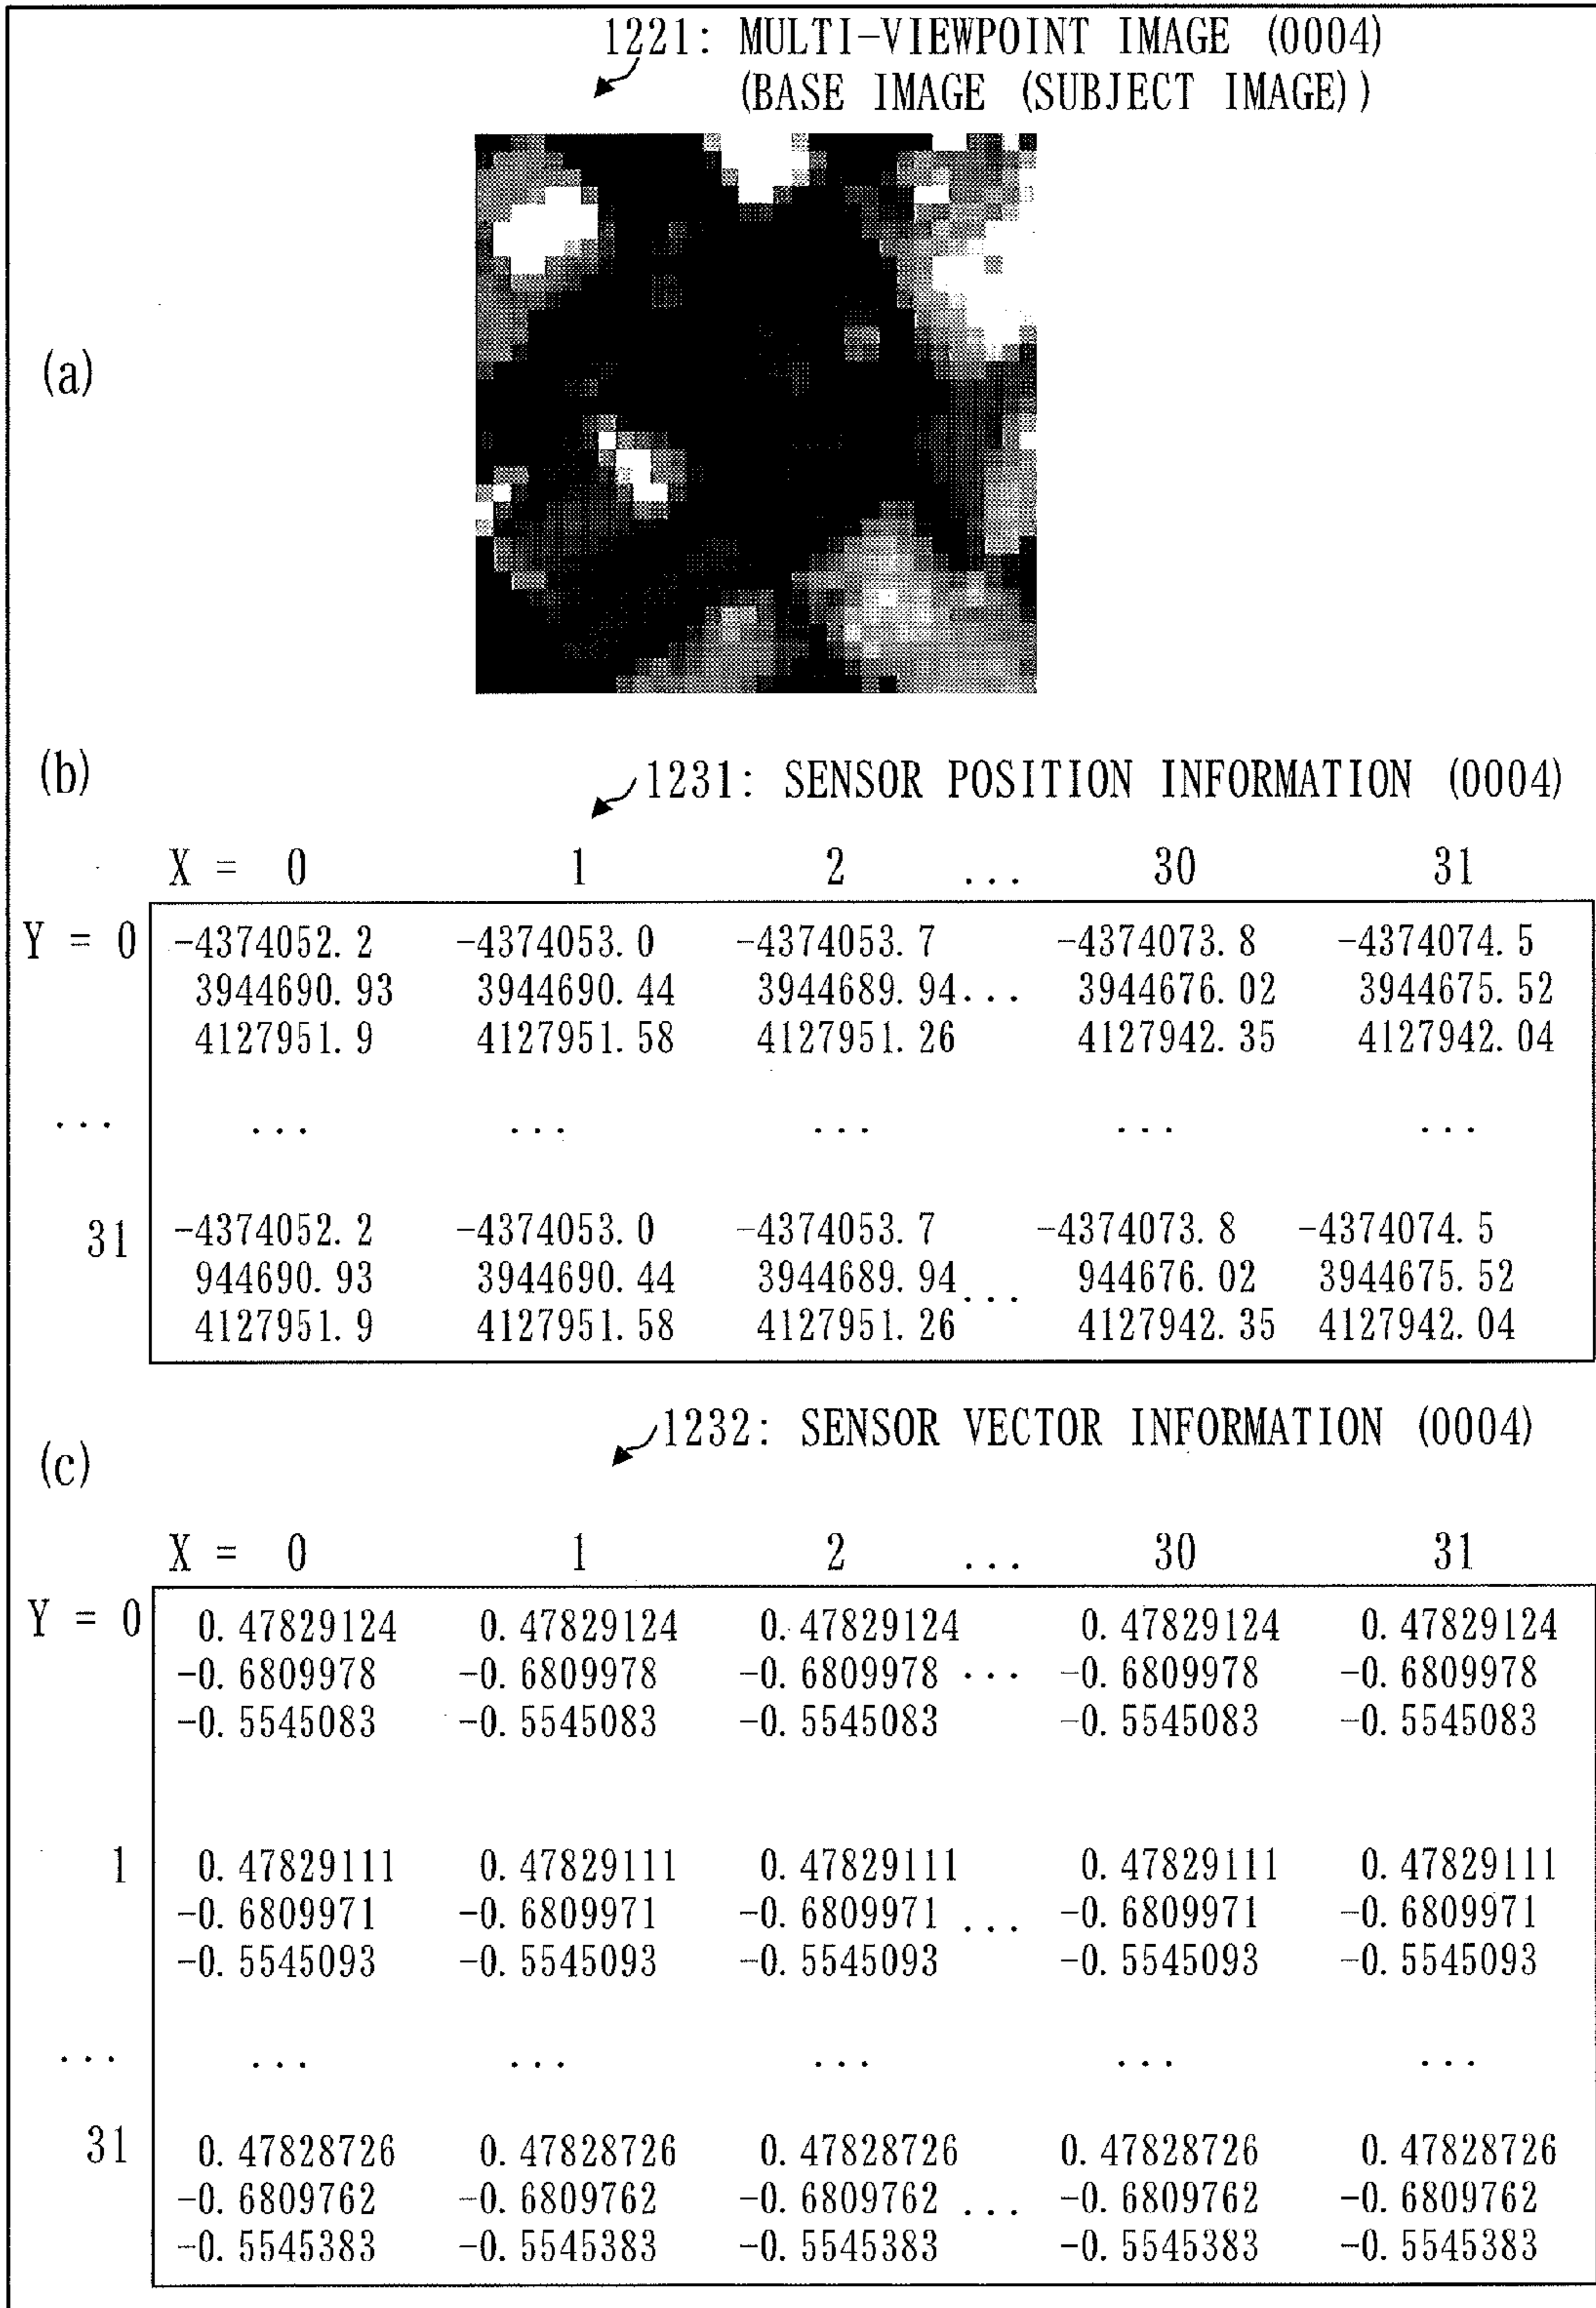 1221: MULTI-VIEWPOINT IMAGE (0004)
(BASE IMAGE (SUBJECT IMAGE))
(a)
(b)
1231: SENSOR POSITION INFORMATION (0004)
X = 0 1 2 ... 30 31
Y = 0 -4374052.2 -4374053.0 -4374053.7 -4374073.8 -4374074.5
3944690.93 3944690.44 3944689.94 ... 3944676.02 3944675.52
4127951.9 4127951.58 4127951.26 4127942.35 4127942.04
... ... ... ... ... ...
31 -4374052.2 -4374053.0 -4374053.7 -4374073.8 -4374074.5
944690.93 3944690.44 3944689.94 ... 944676.02 3944675.52
4127951.9 4127951.58 4127951.26 4127942.35 4127942.04
1232: SENSOR VECTOR INFORMATION (0004)
(c)
X = 0 1 2 ... 30 31
Y = 0 0.47829124 0.47829124 0.47829124 0.47829124 0.47829124
-0.6809978 -0.6809978 -0.6809978 ... -0.6809978 -0.6809978
-0.5545083 -0.5545083 -0.5545083 -0.5545083 -0.5545083
1 0.47829111 0.47829111 0.47829111 0.47829111 0.47829111
-0.6809971 -0.6809971 -0.6809971 ... -0.6809971 -0.6809971
-0.5545093 -0.5545093 -0.5545093 -0.5545093 -0.5545093
... ... ... ... ... ...
31 0.47828726 0.47828726 0.47828726 0.47828726 0.47828726
-0.6809762 -0.6809762 -0.6809762 ... -0.6809762 -0.6809762
-0.5545383 -0.5545383 -0.5545383 -0.5545383 -0.5545383